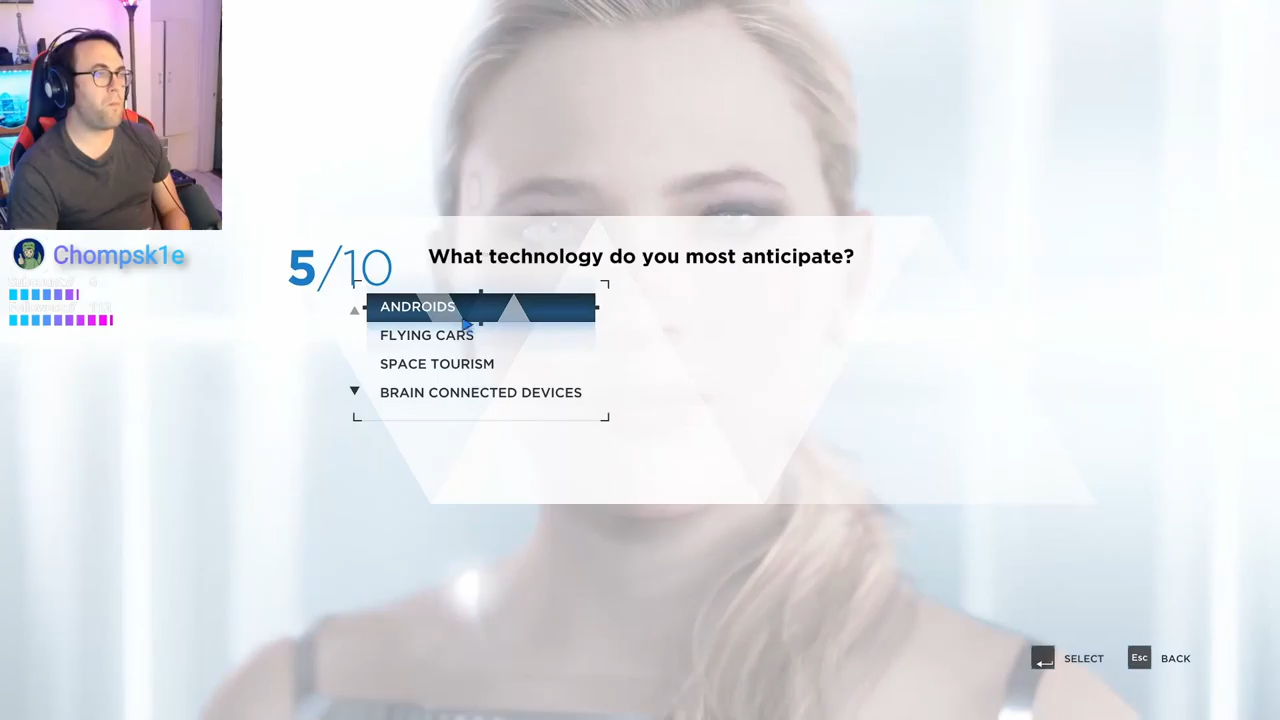 Chompsk1e
5/10
What technology do you most anticipate?
ANDROIDS
FLYING CARS
SPACE TOURISM
BRAIN CONNECTED DEVICES
SELECT
Esc
BACK